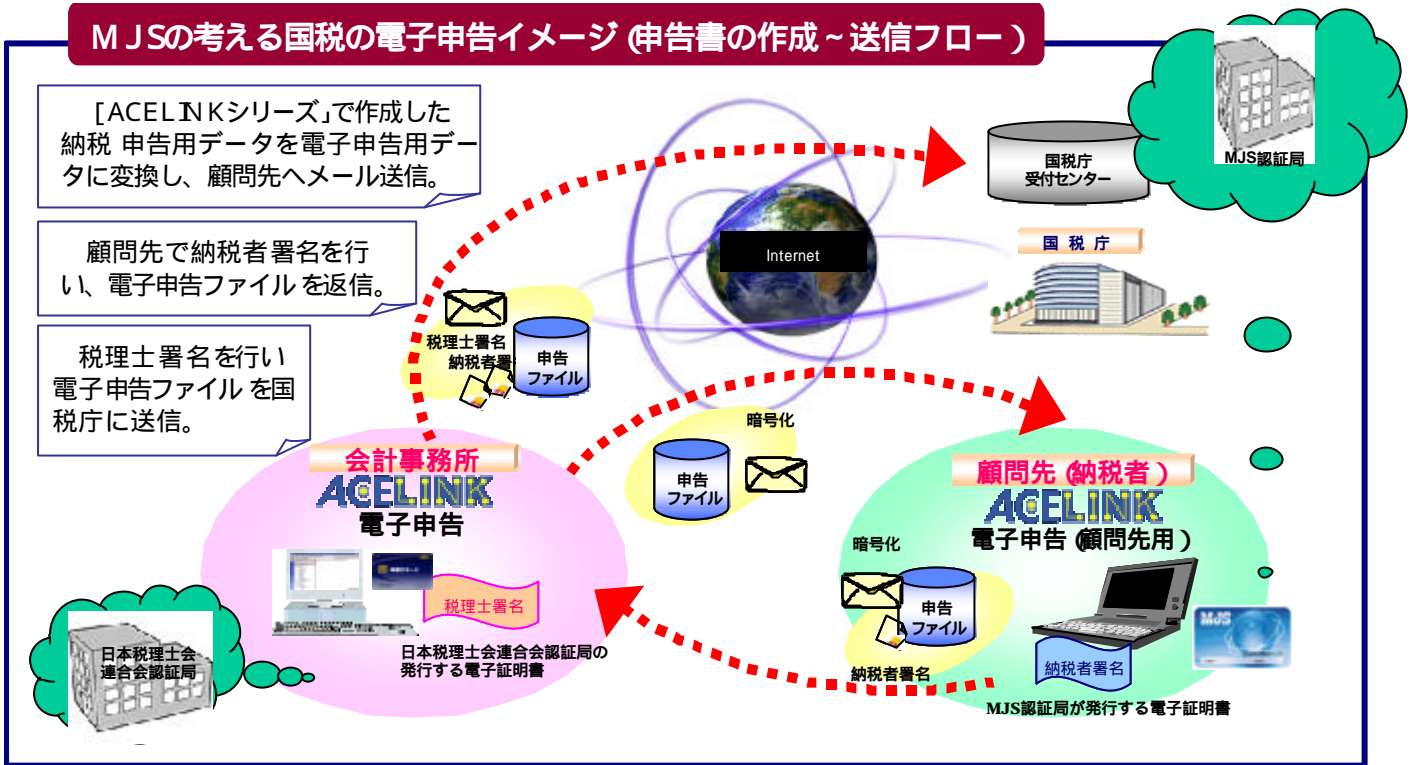 ＭＪＳの考える国税の電子申告イメージ (申告書の作成～送信フロー)
[ACELINKシリーズ」で作成した
納税 申告用データを電子申告用デー
タに変換し、顧問先へメール送信。
顧問先で納税者署名を行
い、電子申告ファイル を返信。
税理士署名を行い
電子申告ファイル を国
税庁に送信。
MJS認証局
国税庁
受付センター
国 税 庁
Internet
税理士署名
納税者署
申告
ファイル
暗号化
申告
ファイル
会計事務所
ACELINK
電子申告
税理士署名
日本税理士会連合会認証局の
発行する電子証明書
日本税理士会
連合会認証局
顧問先 (納税者)
ACELINK
電子申告 (顧問先用)
暗号化
申告
ファイル
納税者署名
納税者署名
MJS
MJS認証局が発行する電子証明書